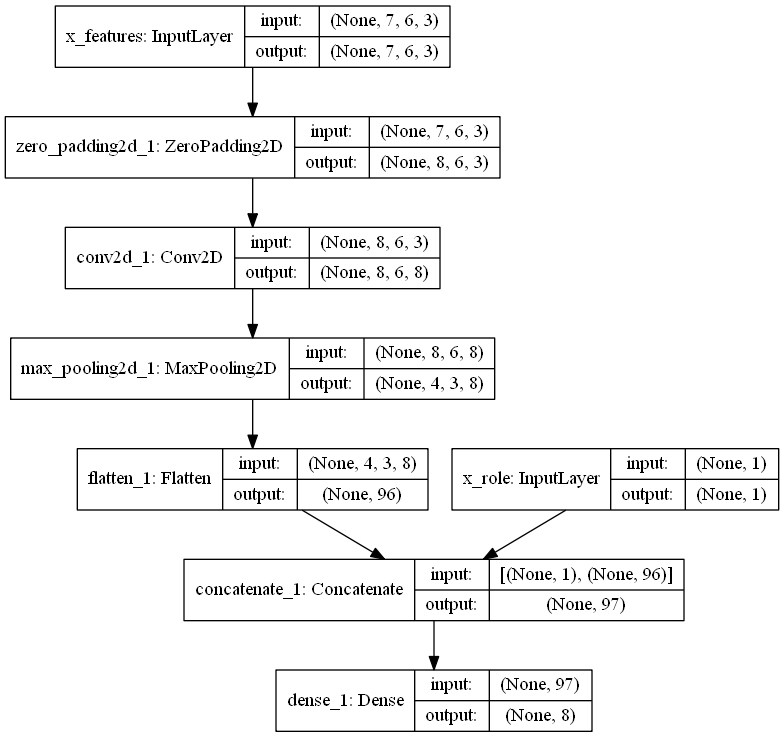 x_features: InputLayer
input:
(None, 7, 6, 3)
output:
(None, 7, 6, 3)
zero_padding2d_1: ZeroPadding2D
input:
(None, 7, 6, 3)
output:
(None, 8, 6, 3)
conv2d_1: Conv2D
input:
(None, 8, 6, 3)
output:
(None, 8, 6, 8)
max_pooling2d_1: MaxPooling2D
input:
(None, 8, 6, 8)
output:
(None, 4, 3, 8)
flatten_1: Flatten
input:
(None, 4, 3, 8)
output:
(None, 96)
x_role: InputLayer
input:
(None, 1)
output:
(None, 1)
concatenate_1: Concatenate
input:
[(None, 1), (None, 96)]
output:
(None, 97)
dense_1: Dense
input:
(None, 97)
output:
(None, 8)